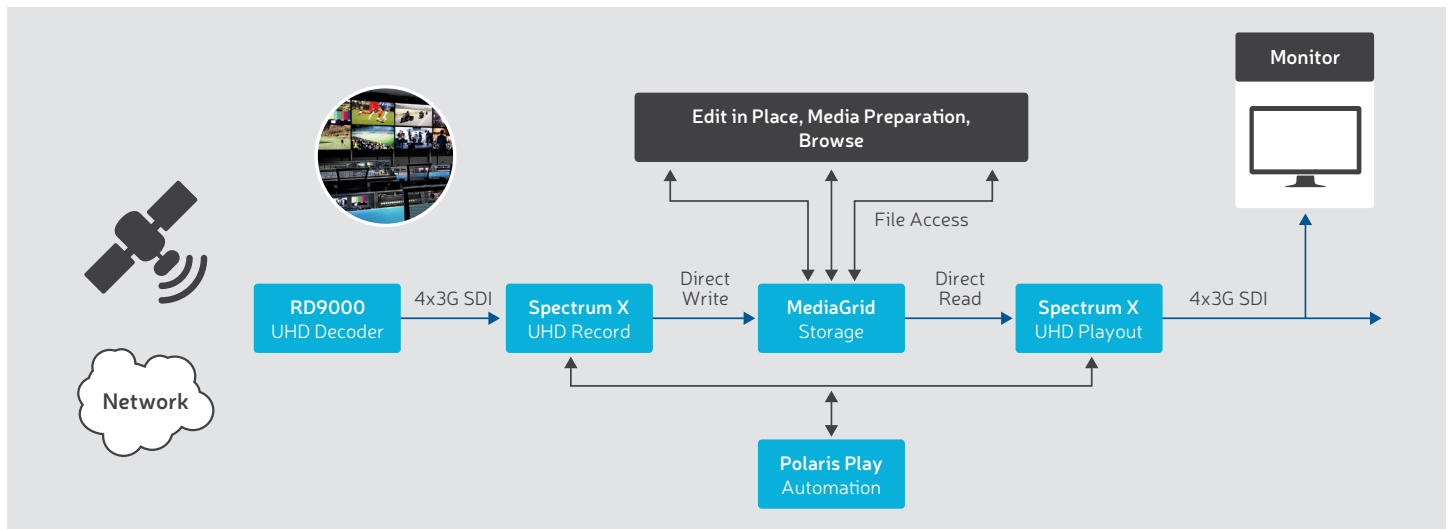 Monitor
Edit in Place, Media Preparation,
Browse
File Access
RD9000
UHD Decoder
4x3G SDI
Spectrum X
UHD Record
Direct
Write
MediaGrid
Storage
Direct
Read
Spectrum X
UHD Playout
4x3G SDI
Network
Polaris Play
Automation